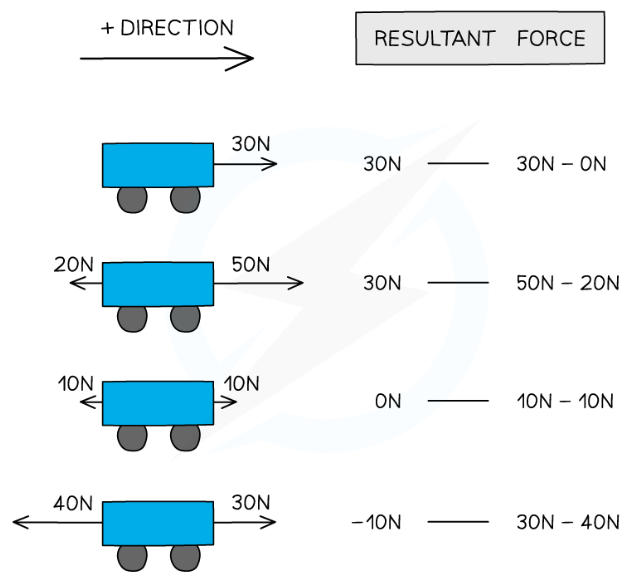 + DIRECTION
RESULTANT FORCE
30N
30N — 30N – 0N
20N 50N
30N — 50N – 20N
10N 10N
0N — 10N – 10N
40N 30N
–10N — 30N – 40N